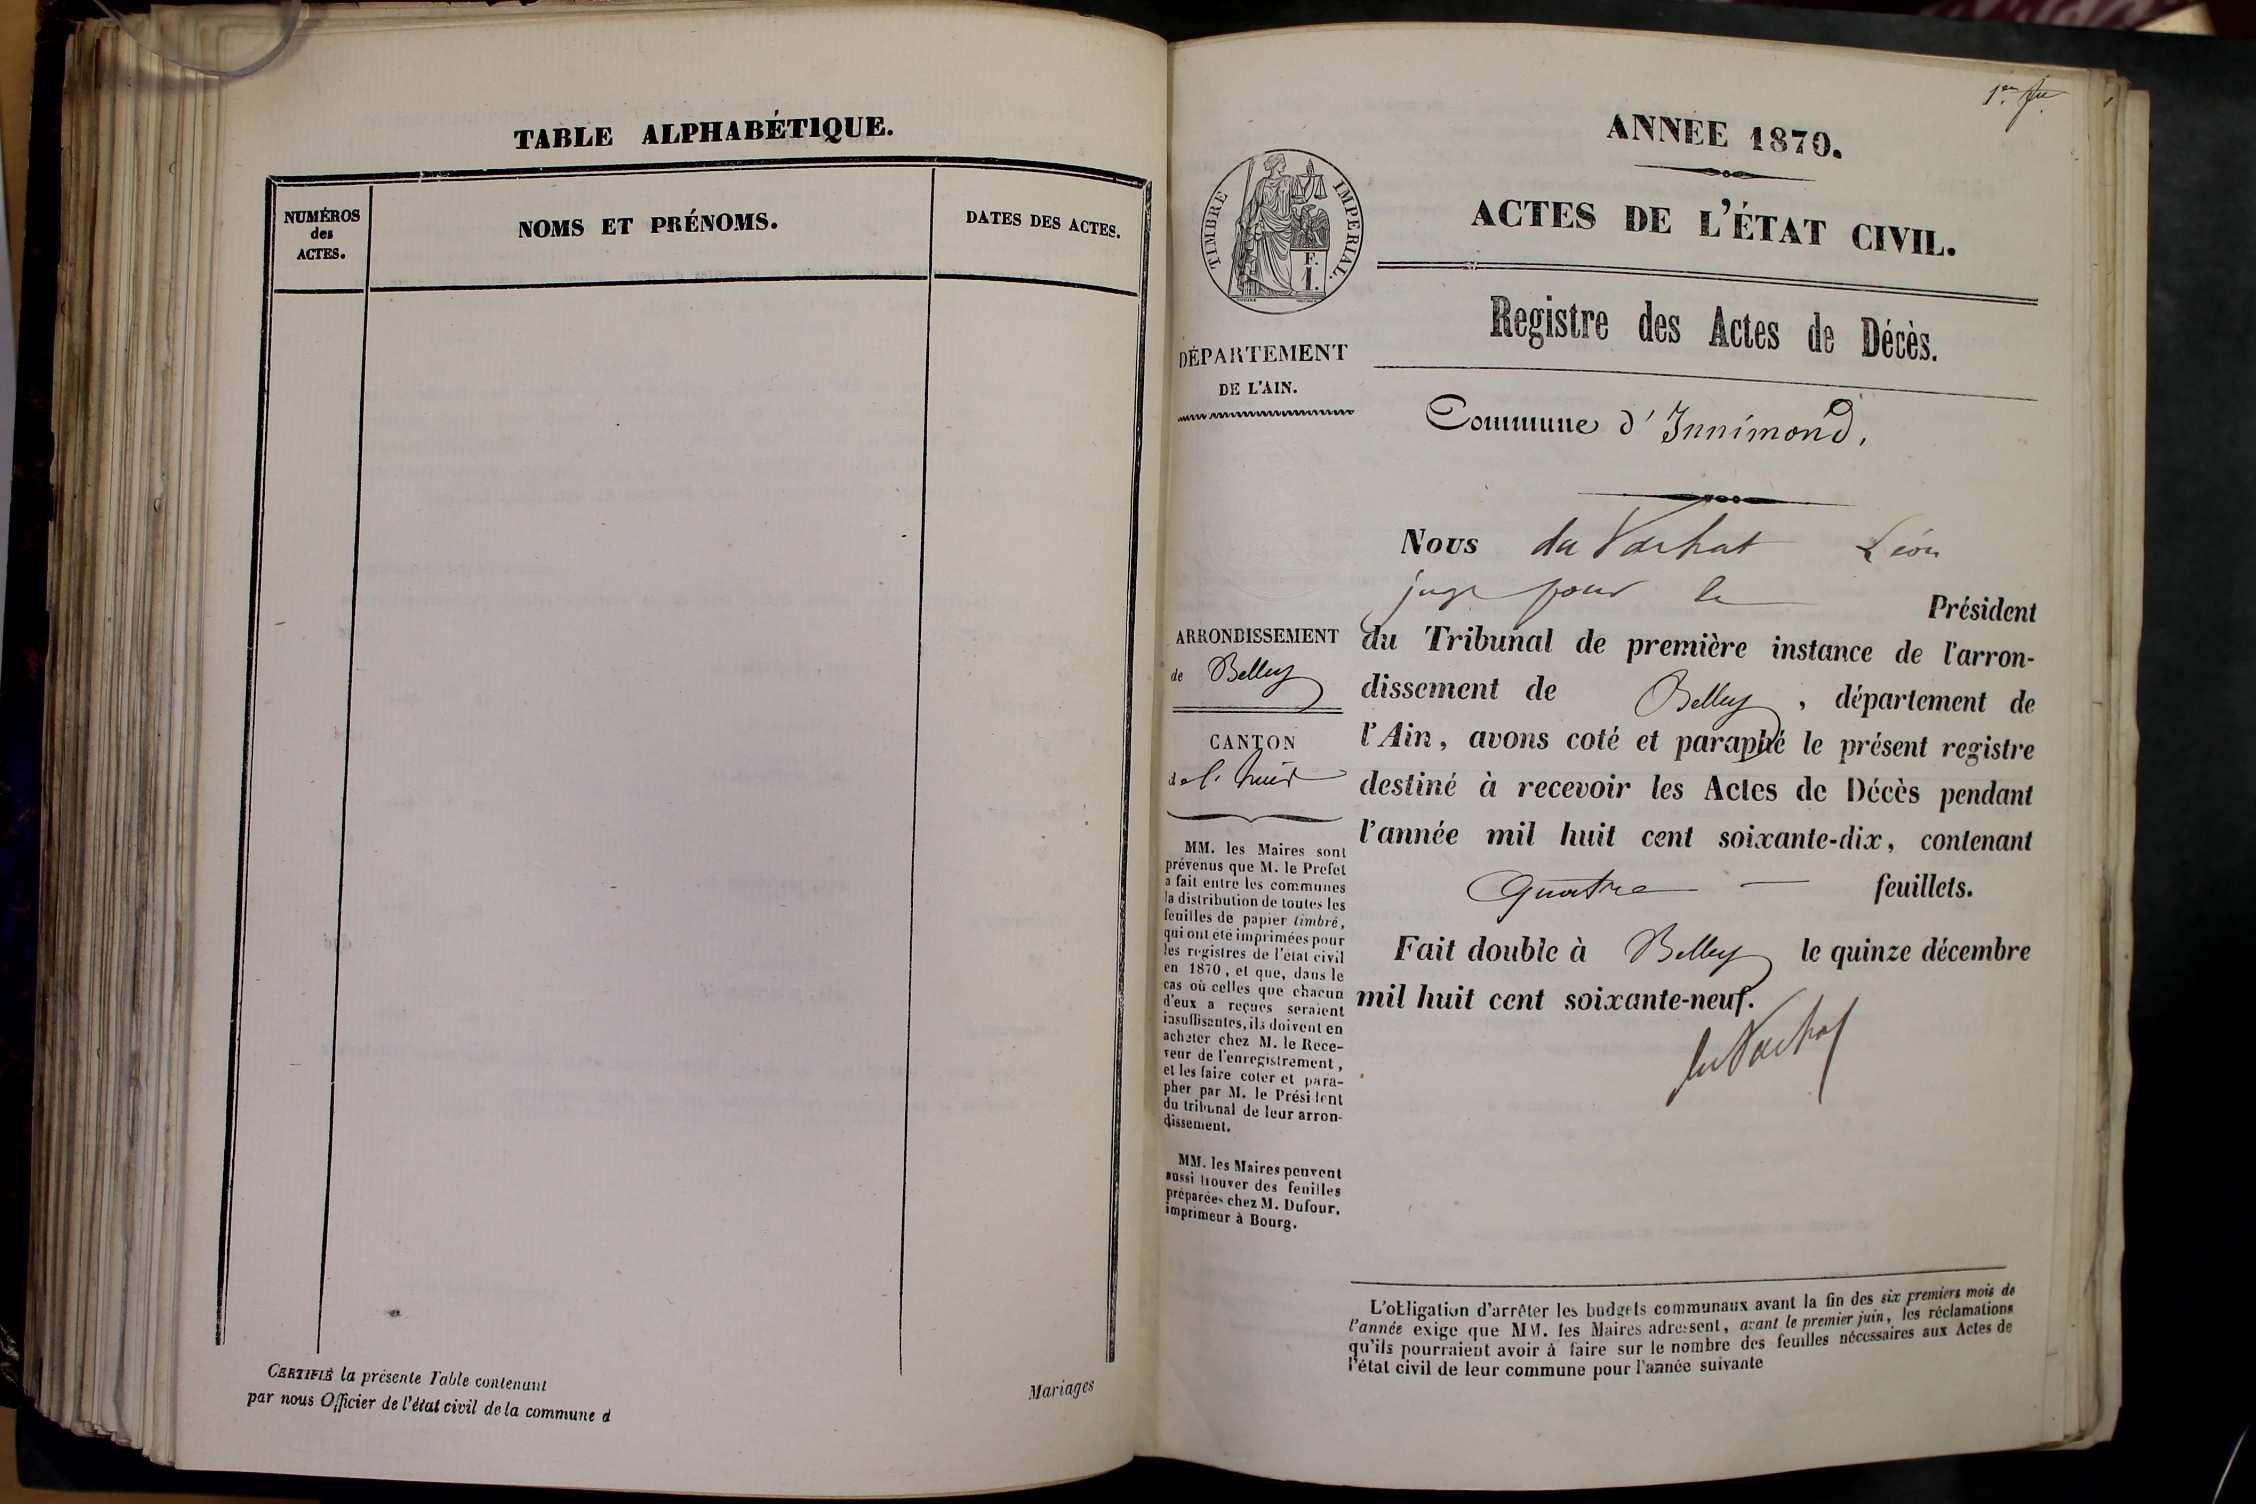 TABLE ALPHABÉTIQUE.
NUMÉROS
des
ACTES.
NOMS ET PRÉNOMS.
DATES DES ACTES.
CERTIFIÉ la présente Table contenant
par nous Officier de l'état civil de la commune d
Mariages
ANNÉE 1870.
TIMBRE IMPÉRIAL.
F.
1.
ACTES DE L'ÉTAT CIVIL.
Registre des Actes de Décès.
DÉPARTEMENT
DE L'AIN.
Commune d'Innimond.
ARRONDISSEMENT
de Belley
CANTON
MM. les Maires sont
prévenus que M. le Prefet
a fait entre les communes
la distribution de toutes les
feuilles de papier timbré,
qui ont été imprimées pour
les registres de l'état civil
en 1870, et que, dans le
cas où celles que chacun
d'eux a reçues seraient
insuffisantes, ils doivent en
acheter chez M. le Rece-
veur de l'enregistrement,
et les faire coter et para-
pher par M. le Président
du tribunal de leur arron-
dissement.
MM. les Maires peuvent
aussi trouver des feuilles
préparées chez M. Dufour,
imprimeur à Bourg.
Nous du Vachat Léon
juge pour le Président
du Tribunal de première instance de l'arron-
dissement de Belley, département de
l'Ain, avons coté et paraphé le présent registre
destiné à recevoir les Actes de Décès pendant
l'année mil huit cent soixante-dix, contenant
Quatre feuillets.
Fait double à Belley le quinze décembre
mil huit cent soixante-neuf.
du Vachat
L'obligation d'arrêter les budgets communaux avant la fin des six premiers mois de
l'année exige que MM. les Maires adressent, avant le premier juin, les réclamations
qu'ils pourraient avoir à faire sur le nombre des feuilles nécessaires aux Actes de
l'état civil de leur commune pour l'année suivante